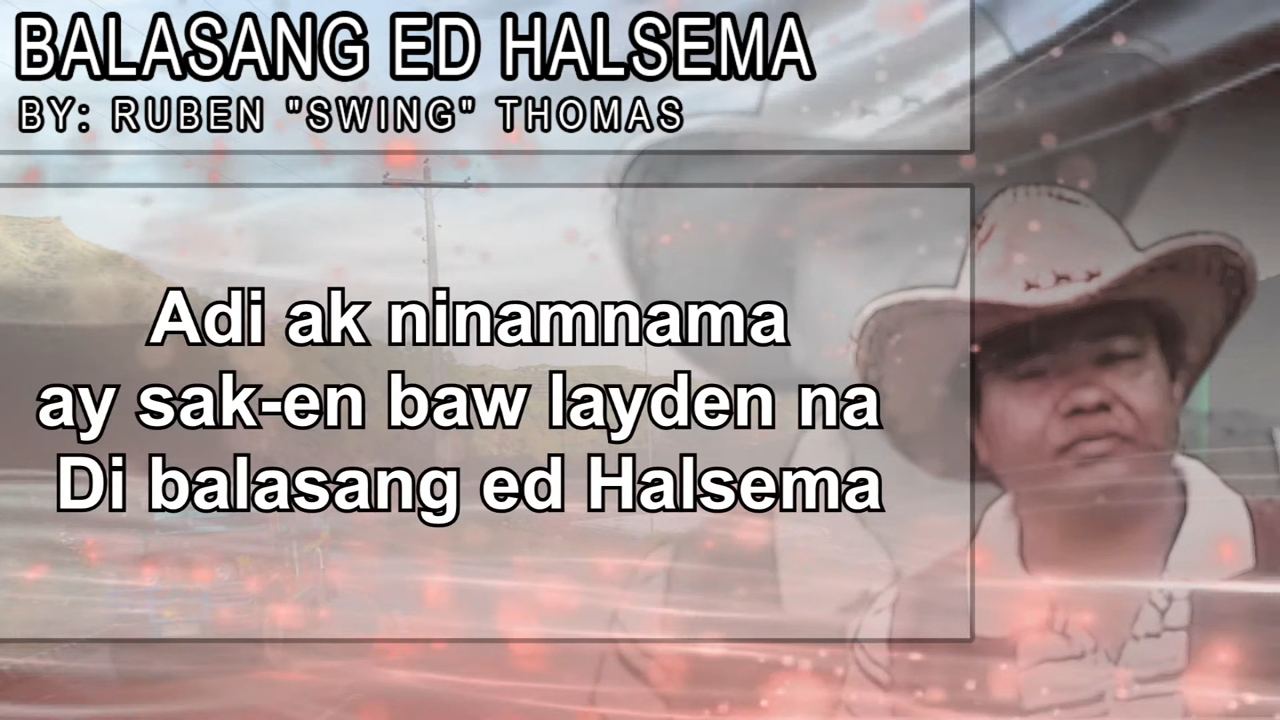 BALASANG ED HALSEMA
BY: RUBEN "SWING" THOMAS
Adi ak ninamnama
ay sak-en baw layden na
Di balasang ed Halsema